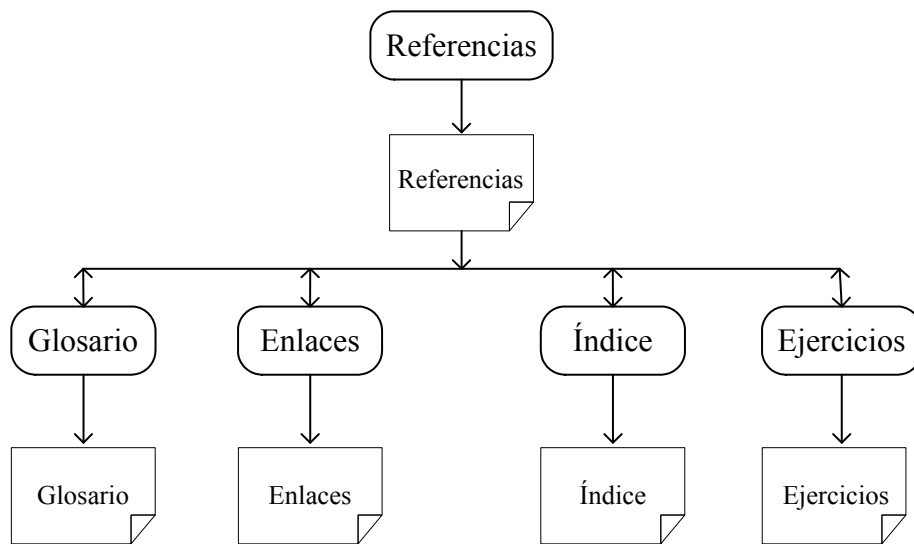 Referencias
Referencias
Glosario
Enlaces
Índice
Ejercicios
Glosario
Enlaces
Índice
Ejercicios